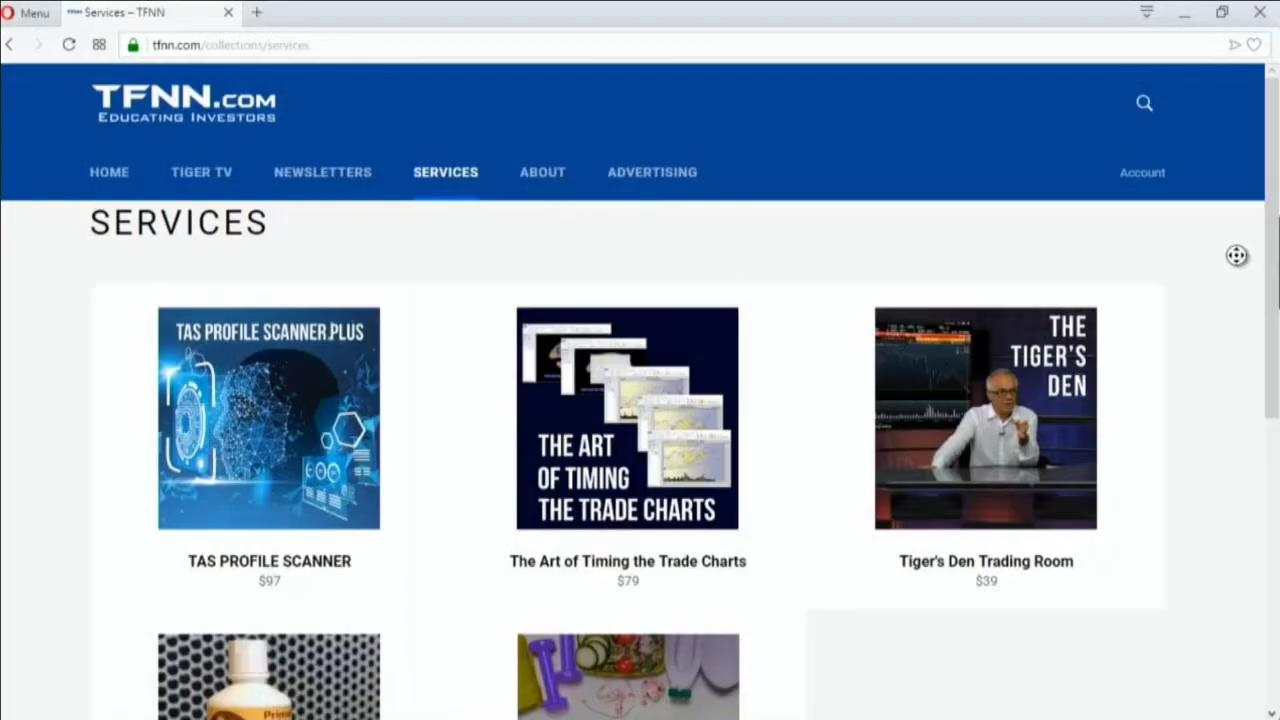 Menu
Services – TFNN
tfnn.com/collections/services
TFNN.COM
EDUCATING INVESTORS
HOME
TIGER TV
NEWSLETTERS
SERVICES
ABOUT
ADVERTISING
Account
SERVICES
TAS PROFILE SCANNER PLUS
THE ART
OF TIMING
THE TRADE CHARTS
THE
TIGER'S
DEN
TAS PROFILE SCANNER
$97
The Art of Timing the Trade Charts
$79
Tiger's Den Trading Room
$39